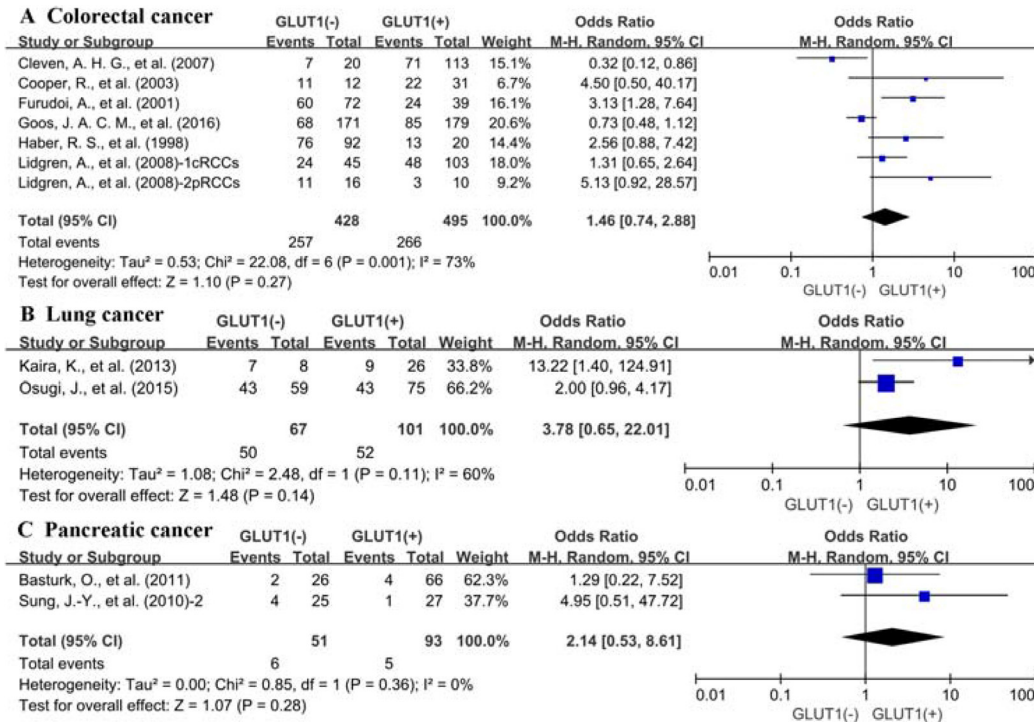 A Colorectal cancer GLUT1(-) GLUT1(+) Odds Ratio Odds Ratio
Study or Subgroup Events Total Events Total Weight M-H. Random. 95% CI M-H. Random. 95% CI
Cleven, A. H. G., et al. (2007) 7 20 71 113 15.1% 0.32 [0.12, 0.86]
Cooper, R., et al. (2003) 11 12 22 31 6.7% 4.50 [0.50, 40.17]
Furudoi, A., et al. (2001) 60 72 24 39 16.1% 3.13 [1.28, 7.64]
Goos, J. A. C. M., et al. (2016) 68 171 85 179 20.6% 0.73 [0.48, 1.12]
Haber, R. S., et al. (1998) 76 92 13 20 14.4% 2.56 [0.88, 7.42]
Lidgren, A., et al. (2008)-1cRCCs 24 45 48 103 18.0% 1.31 [0.65, 2.64]
Lidgren, A., et al. (2008)-2pRCCs 11 16 3 10 9.2% 5.13 [0.92, 28.57]
Total (95% CI) 428 495 100.0% 1.46 [0.74, 2.88]
Total events 257 266
Heterogeneity: Tau² = 0.53; Chi² = 22.08, df = 6 (P = 0.001); I² = 73%
Test for overall effect: Z = 1.10 (P = 0.27)
0.01 0.1 1 10 100
GLUT1(-) GLUT1(+)
B Lung cancer GLUT1(-) GLUT1(+) Odds Ratio Odds Ratio
Study or Subgroup Events Total Events Total Weight M-H. Random. 95% CI M-H. Random. 95% CI
Kaira, K., et al. (2013) 7 8 9 26 33.8% 13.22 [1.40, 124.91]
Osugi, J., et al. (2015) 43 59 43 75 66.2% 2.00 [0.96, 4.17]
Total (95% CI) 67 101 100.0% 3.78 [0.65, 22.01]
Total events 50 52
Heterogeneity: Tau² = 1.08; Chi² = 2.48, df = 1 (P = 0.11); I² = 60%
Test for overall effect: Z = 1.48 (P = 0.14)
0.01 0.1 1 10 100
GLUT1(-) GLUT1(+)
C Pancreatic cancer GLUT1(-) GLUT1(+) Odds Ratio Odds Ratio
Study or Subgroup Events Total Events Total Weight M-H. Random. 95% CI M-H. Random. 95% CI
Basturk, O., et al. (2011) 2 26 4 66 62.3% 1.29 [0.22, 7.52]
Sung, J.-Y., et al. (2010)-2 4 25 1 27 37.7% 4.95 [0.51, 47.72]
Total (95% CI) 51 93 100.0% 2.14 [0.53, 8.61]
Total events 6 5
Heterogeneity: Tau² = 0.00; Chi² = 0.85, df = 1 (P = 0.36); I² = 0%
Test for overall effect: Z = 1.07 (P = 0.28)
0.01 0.1 1 10 100
GLUT1(-) GLUT1(+)